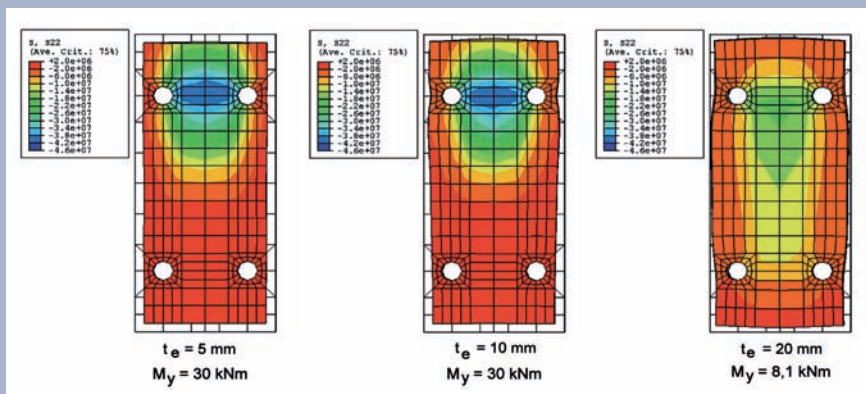 S, S22
(Ave. Crit.: 75%)
+2.0e+06
-2.0e+06
-6.0e+06
-1.0e+07
-1.4e+07
-1.8e+07
-2.2e+07
-2.6e+07
-3.0e+07
-3.4e+07
-3.8e+07
-4.2e+07
-4.6e+07
te = 5 mm
My = 30 kNm
S, S22
(Ave. Crit.: 75%)
+2.0e+06
-2.0e+06
-6.0e+06
-1.0e+07
-1.4e+07
-1.8e+07
-2.2e+07
-2.6e+07
-3.0e+07
-3.4e+07
-3.8e+07
-4.2e+07
-4.6e+07
te = 10 mm
My = 30 kNm
S, S22
(Ave. Crit.: 75%)
+2.0e+06
-2.0e+06
-6.0e+06
-1.0e+07
-1.4e+07
-1.8e+07
-2.2e+07
-2.6e+07
-3.0e+07
-3.4e+07
-3.8e+07
-4.2e+07
-4.6e+07
te = 20 mm
My = 8,1 kNm